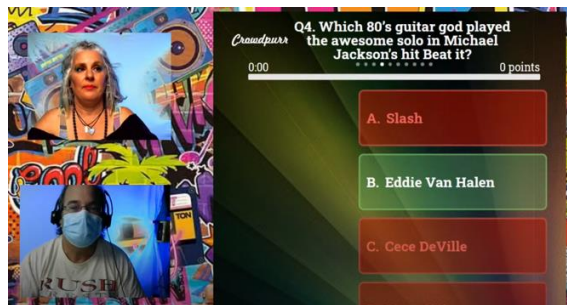 Crowdpurr
Q4. Which 80's guitar god played
the awesome solo in Michael
Jackson's hit Beat it?
0:00
0 points
A. Slash
B. Eddie Van Halen
C. Cece DeVille
TON
RUSH